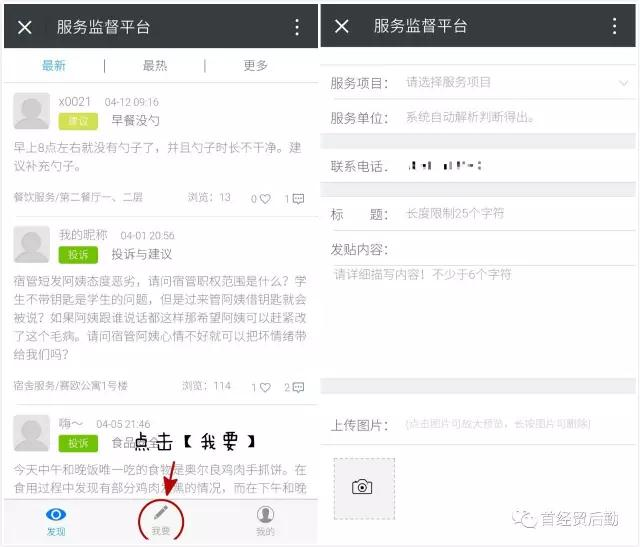 服务监督平台
最新
最热
更多
x0021 04-12 09:16
建议 早餐没勺
早上8点左右就没有勺子了，并且勺子时长不干净。建
议补充勺子。
餐饮服务/第二餐厅一、二层 浏览：13 0 1
我的昵称 04-01 20:56
投诉 投诉与建议
宿管短发阿姨态度恶劣，请问宿管职权范围是什么？学
生不带钥匙是学生的问题，但是过来管阿姨借钥匙就会
被说？如果阿姨跟谁说话都这样那希望阿姨可以赶紧改
了这个毛病。请问宿管阿姨心情不好就可以把坏情绪带
给我们吗？
宿舍服务/赛欧公寓1号楼 浏览：114 1 2
嗨～ 04-05 21:46
投诉 食品安全
点击【我要】
今天中午和晚饭唯一吃的食物是奥尔良鸡肉手抓饼。在
食用过程中发现有部分鸡肉发黑的情况，而在下午和晚
发现
我要
我的
服务监督平台
服务项目： 请选择服务项目
服务单位： 系统自动解析判断得出。
联系电话．
标 题： 长度限制25个字符
发贴内容：
请详细描写内容！不少于6个字符
上传图片： (点击图片可放大预览，长按图片可删除)
首经贸后勤